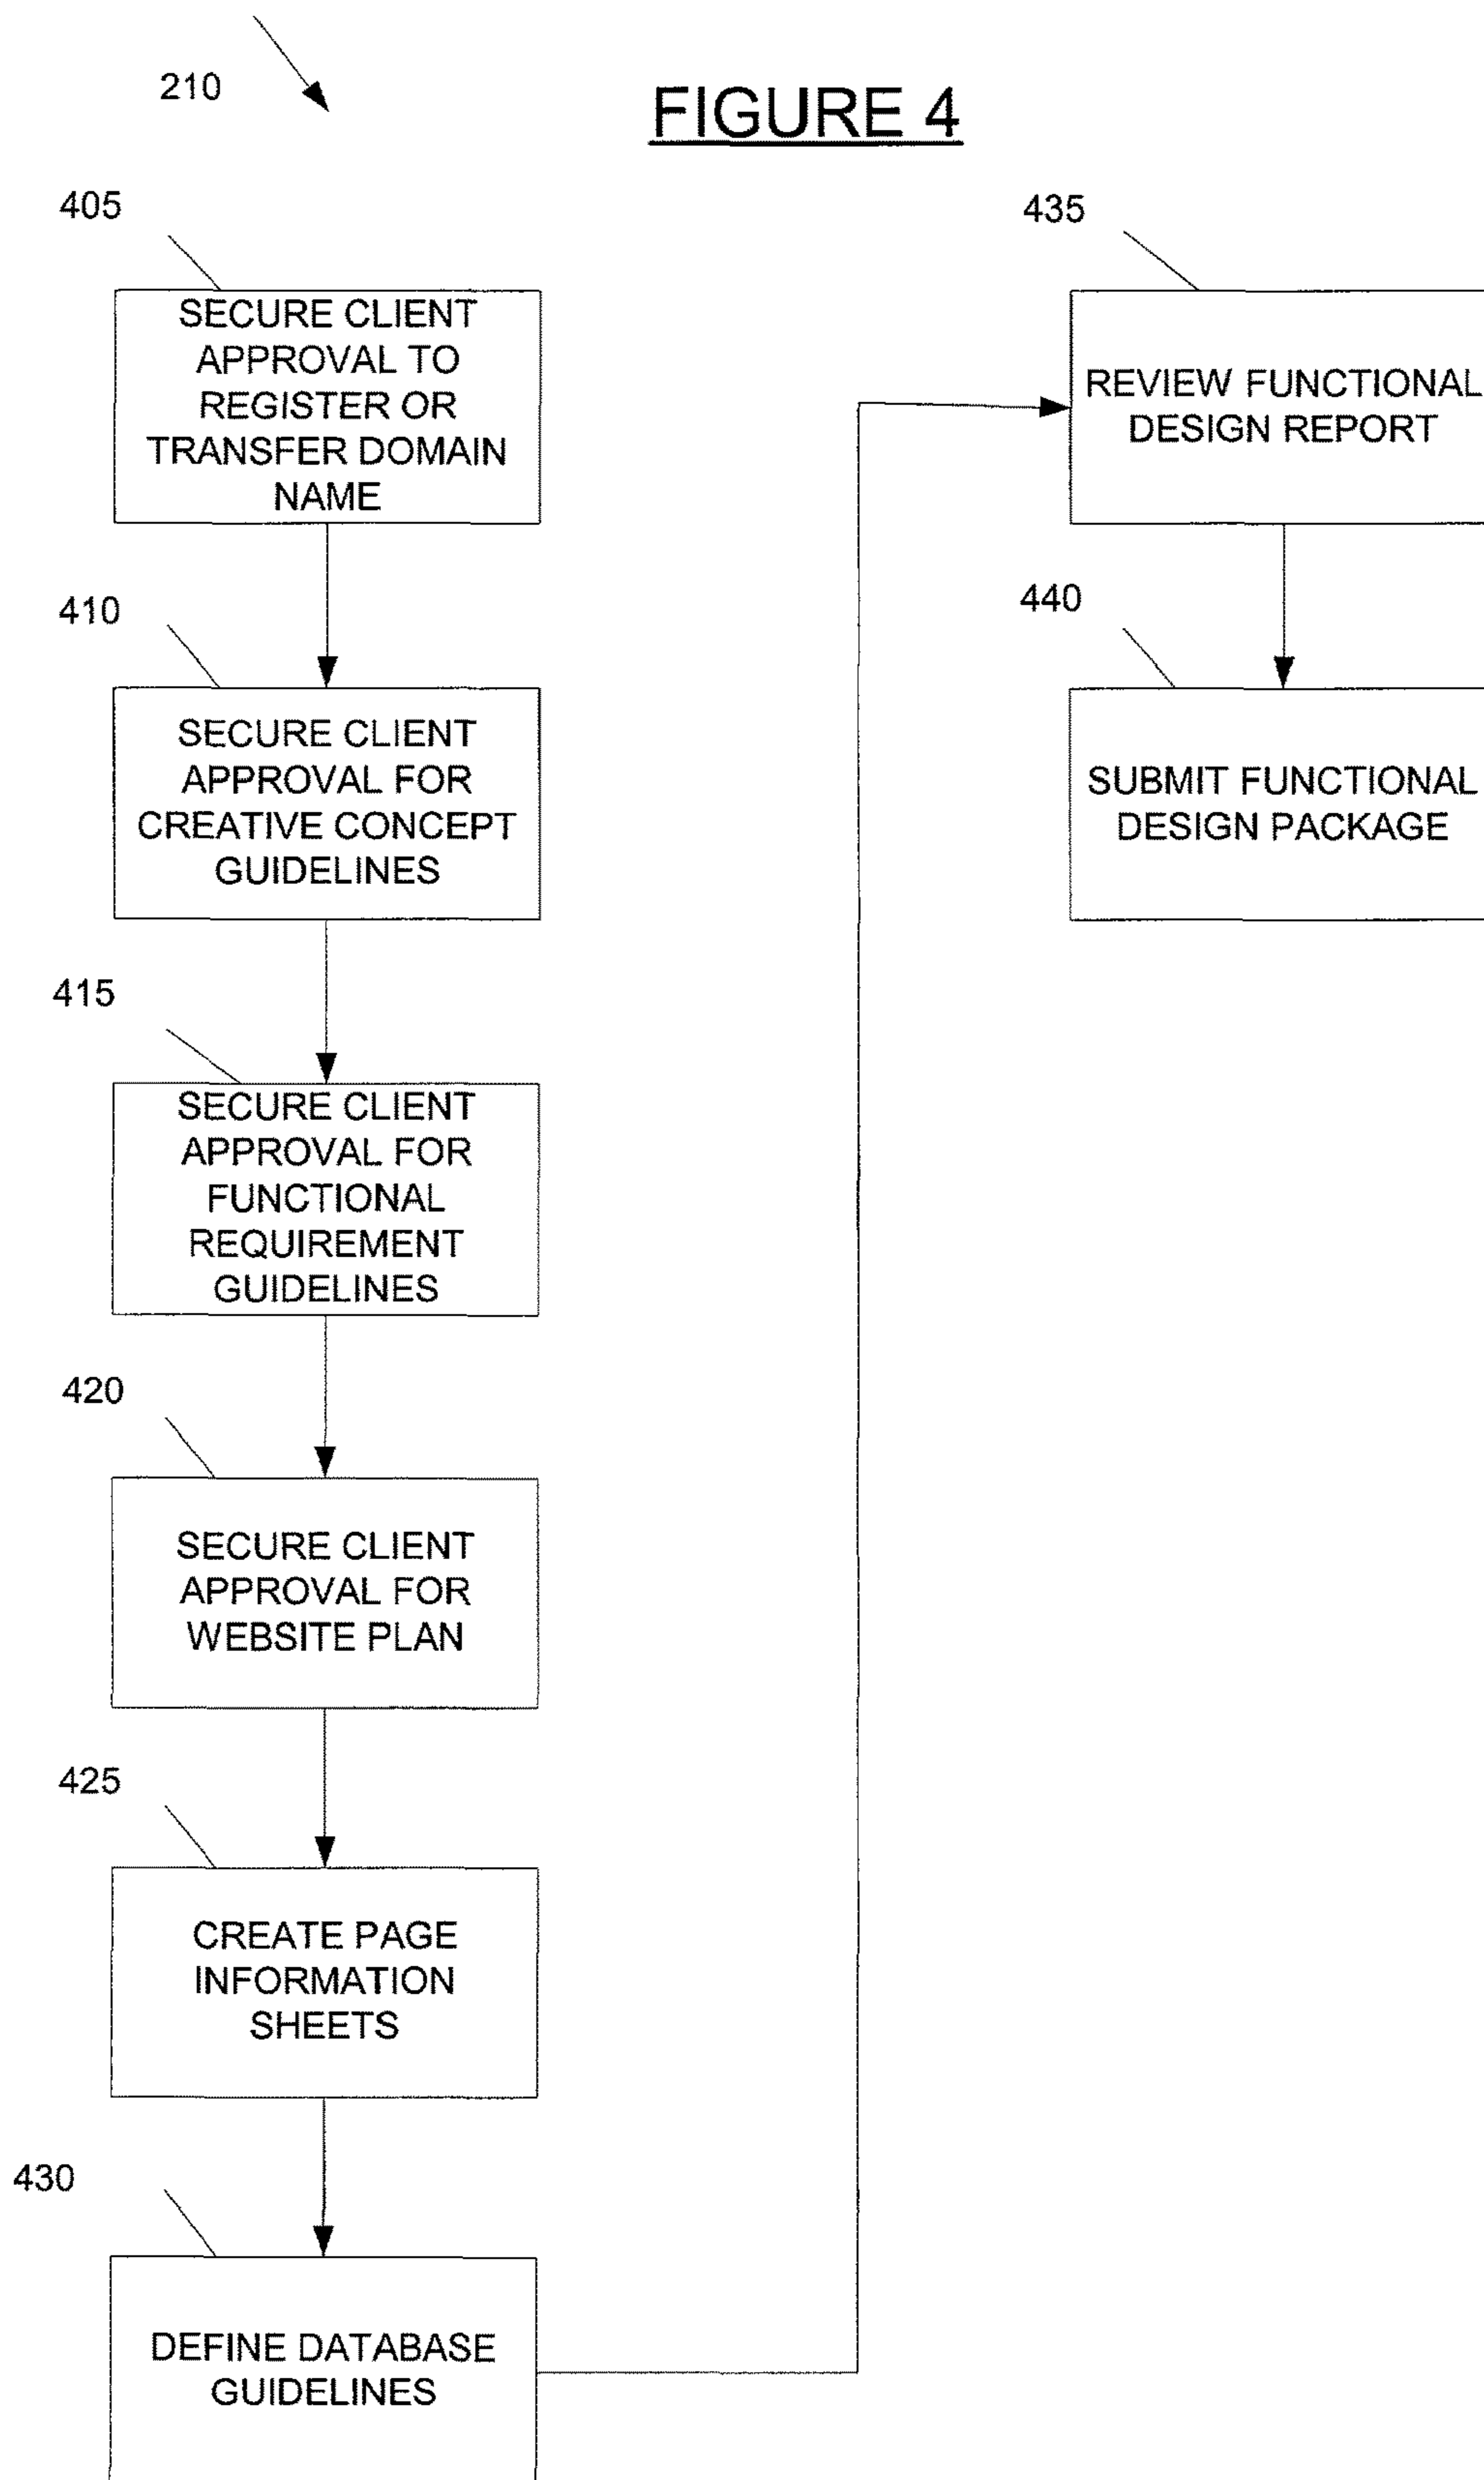 210
FIGURE 4
405
SECURE CLIENT
APPROVAL TO
REGISTER OR
TRANSFER DOMAIN
NAME
410
SECURE CLIENT
APPROVAL FOR
CREATIVE CONCEPT
GUIDELINES
415
SECURE CLIENT
APPROVAL FOR
FUNCTIONAL
REQUIREMENT
GUIDELINES
420
SECURE CLIENT
APPROVAL FOR
WEBSITE PLAN
425
CREATE PAGE
INFORMATION
SHEETS
430
DEFINE DATABASE
GUIDELINES
435
REVIEW FUNCTIONAL
DESIGN REPORT
440
SUBMIT FUNCTIONAL
DESIGN PACKAGE